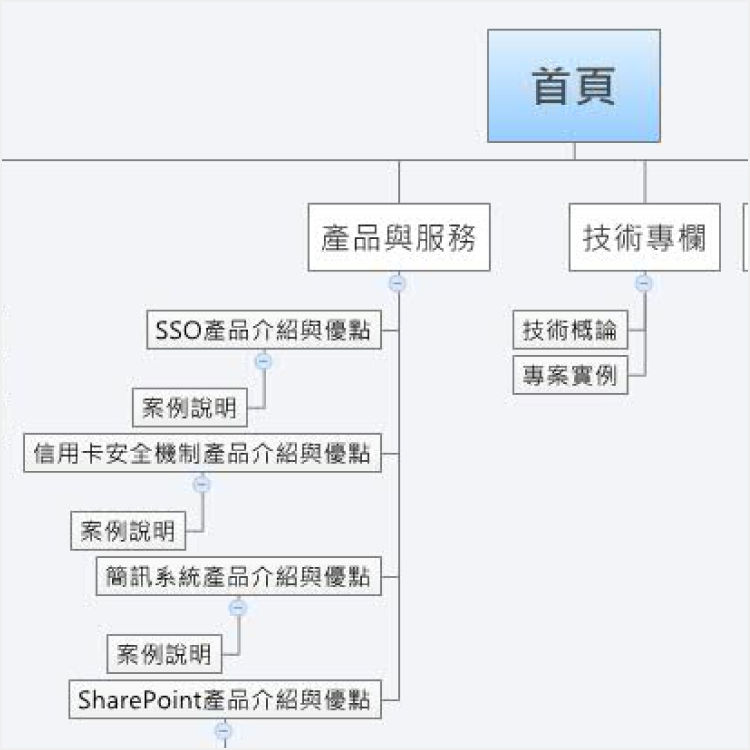 首頁
產品與服務
技術專欄
SSO產品介紹與優點
技術概論
專案實例
案例說明
信用卡安全機制產品介紹與優點
案例說明
簡訊系統產品介紹與優點
案例說明
SharePoint產品介紹與優點